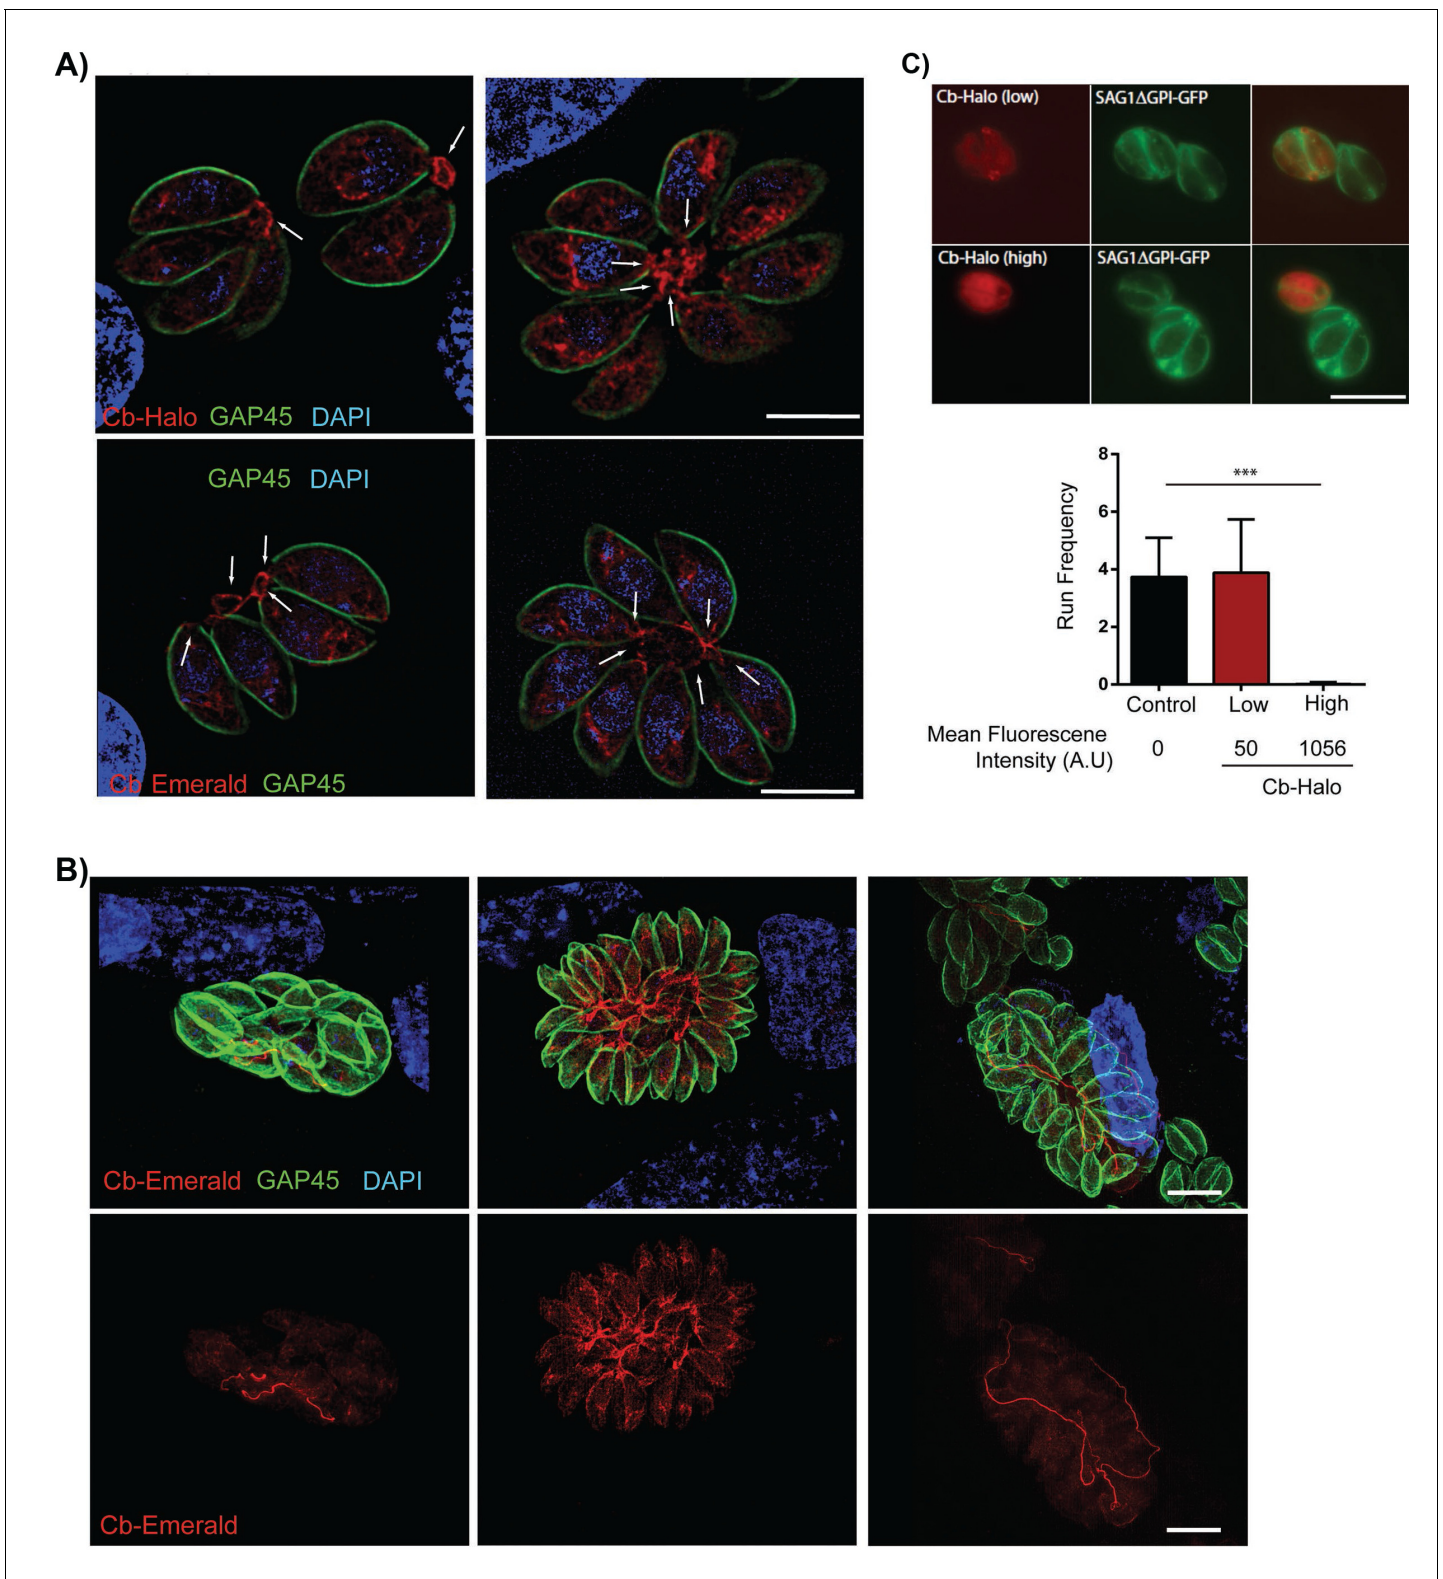 A)
Cb-Halo GAP45 DAPI
GAP45 DAPI
Cb Emerald GAP45
C)
Cb-Halo (low) SAG1ΔGPI-GFP
Cb-Halo (high) SAG1ΔGPI-GFP
8
***
6
4
2
0
Run Frequency
Control Low High
Mean Fluorescene
Intensity (A.U) 0 50 1056
Cb-Halo
B)
Cb-Emerald GAP45 DAPI
Cb-Emerald